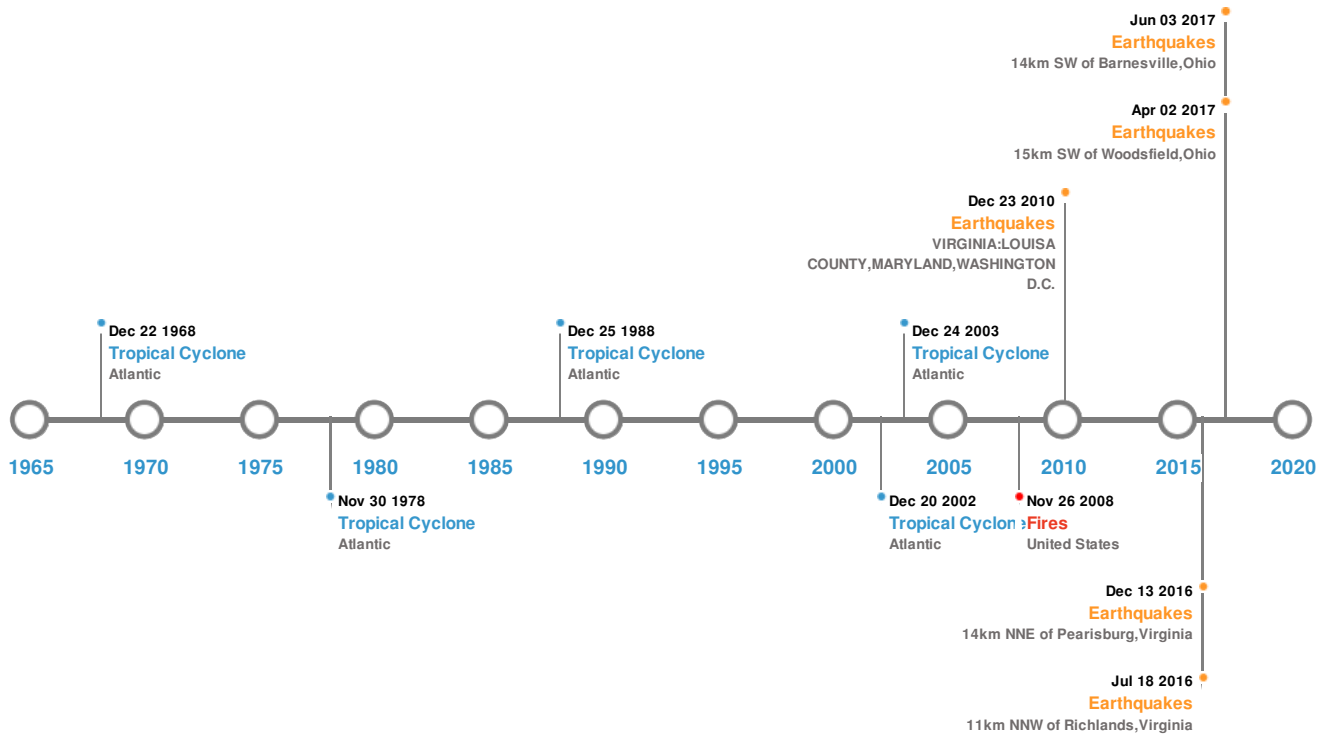 Jun 03 2017
Earthquakes
14km SW of Barnesville,Ohio
Apr 02 2017
Earthquakes
15km SW of Woodsfield,Ohio
Dec 23 2010
Earthquakes
VIRGINIA:LOUISA
COUNTY,MARYLAND,WASHINGTON
D.C.
Dec 22 1968
Tropical Cyclone
Atlantic
Dec 25 1988
Tropical Cyclone
Atlantic
Dec 24 2003
Tropical Cyclone
Atlantic
1965 1970 1975 1980 1985 1990 1995 2000 2005 2010 2015 2020
Nov 30 1978
Tropical Cyclone
Atlantic
Dec 20 2002
Tropical Cyclone
Atlantic
Nov 26 2008
Fires
United States
Dec 13 2016
Earthquakes
14km NNE of Pearisburg,Virginia
Jul 18 2016
Earthquakes
11km NNW of Richlands,Virginia